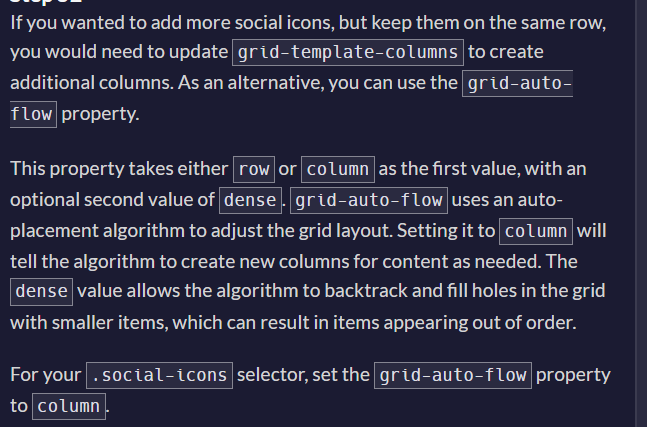 If you wanted to add more social icons, but keep them on the same row,
you would need to update grid-template-columns to create
additional columns. As an alternative, you can use the grid-auto-
flow property.
This property takes either row or column as the first value, with an
optional second value of dense. grid-auto-flow uses an auto-
placement algorithm to adjust the grid layout. Setting it to column will
tell the algorithm to create new columns for content as needed. The
dense value allows the algorithm to backtrack and fill holes in the grid
with smaller items, which can result in items appearing out of order.
For your .social-icons selector, set the grid-auto-flow property
to column.